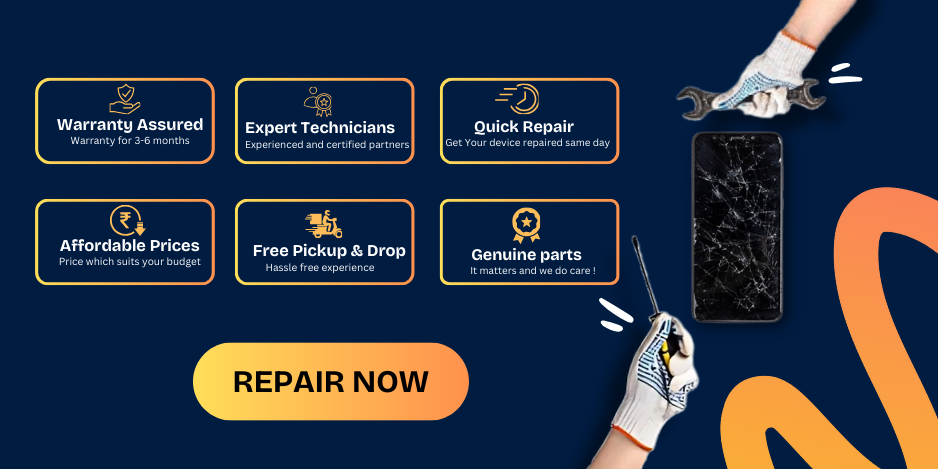 Warranty Assured
Warranty for 3-6 months
Expert Technicians
Experienced and certified partners
Quick Repair
Get Your device repaired same day
₹
Affordable Prices
Price which suits your budget
Free Pickup & Drop
Hassle free experience
Genuine parts
It matters and we do care !
REPAIR NOW